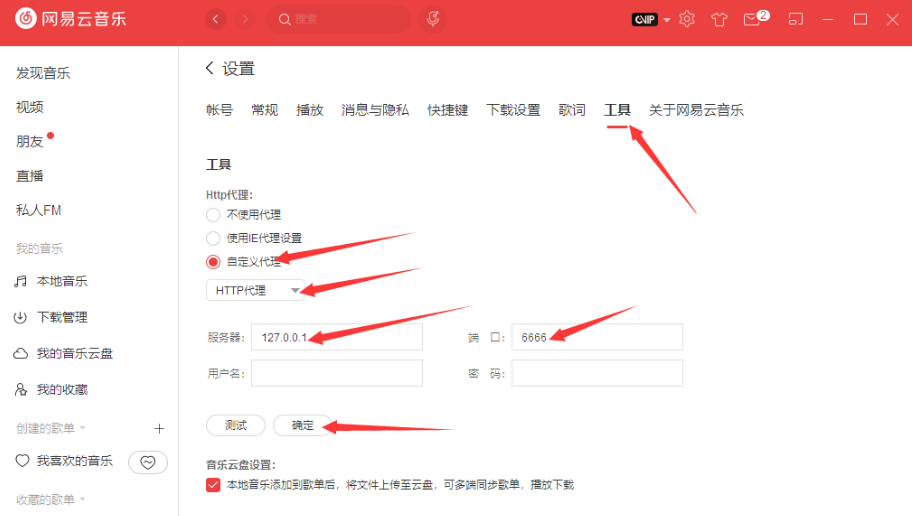 网易云音乐
搜索
VIP
2
发现音乐
视频
朋友
直播
私人FM
我的音乐
本地音乐
下载管理
我的音乐云盘
我的收藏
创建的歌单
我喜欢的音乐
收藏的歌单
设置
帐号 常规 播放 消息与隐私 快捷键 下载设置 歌词 工具 关于网易云音乐
工具
Http代理：
不使用代理
使用IE代理设置
自定义代理
HTTP代理
服务器： 127.0.0.1 端 口： 6666
用户名： 密 码：
测试 确定
音乐云盘设置：
本地音乐添加到歌单后，将文件上传至云盘，可多端同步歌单，播放下载